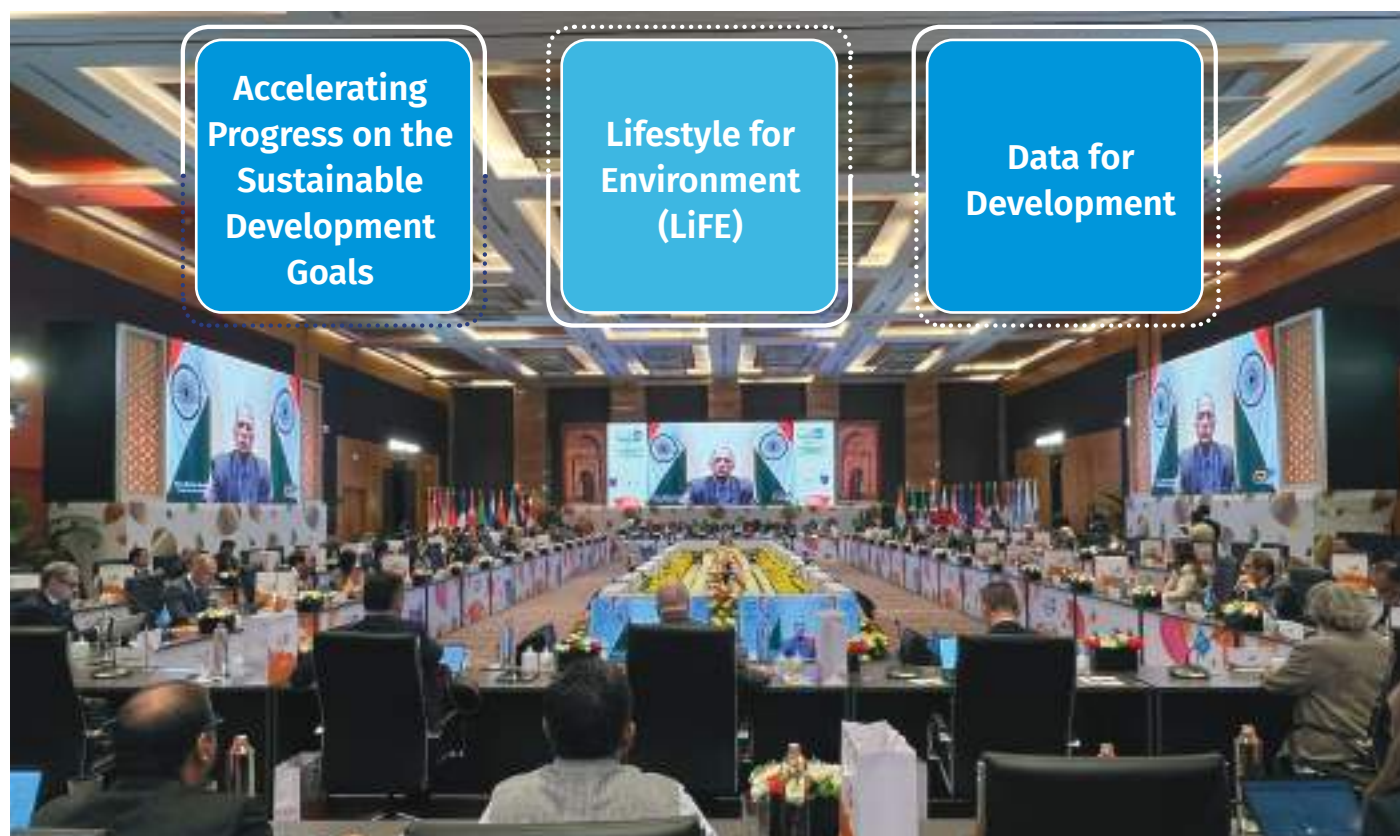 Accelerating
Progress on the
Sustainable
Development
Goals
Lifestyle for
Environment
(LiFE)
Data for
Development